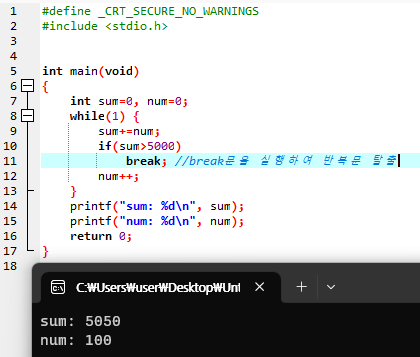 1 #define _CRT_SECURE_NO_WARNINGS
2 #include <stdio.h>
3
4
5 int main(void)
6 {
7 int sum=0, num=0;
8 while(1) {
9 sum+=num;
10 if(sum>5000)
11 break; //break문을 실행하여 반복문 탈출
12 num++;
13 }
14 printf("sum: %d\n", sum);
15 printf("num: %d\n", num);
16 return 0;
17 }
18
C:₩Users₩user₩Desktop₩Unt
sum: 5050
num: 100